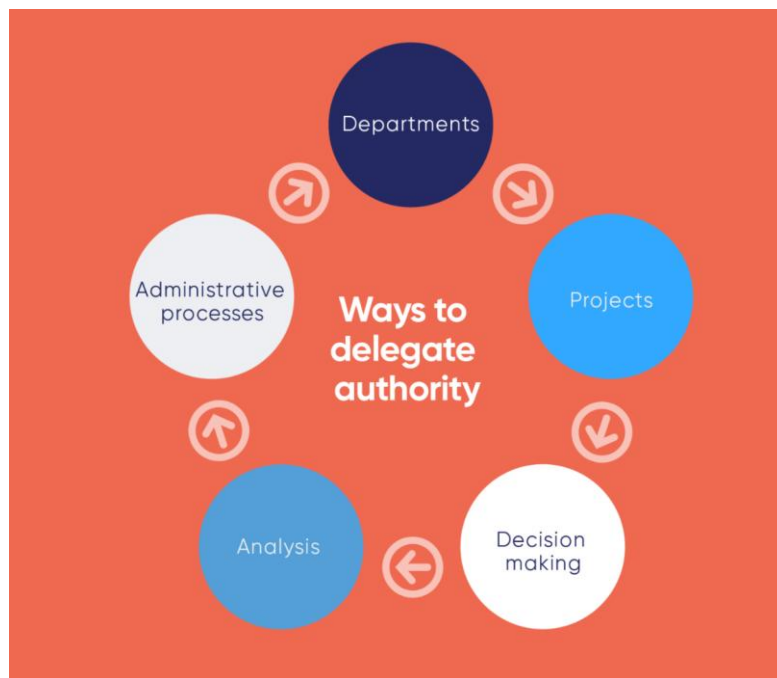 Departments
Projects
Decision
making
Analysis
Administrative
processes
Ways to
delegate
authority